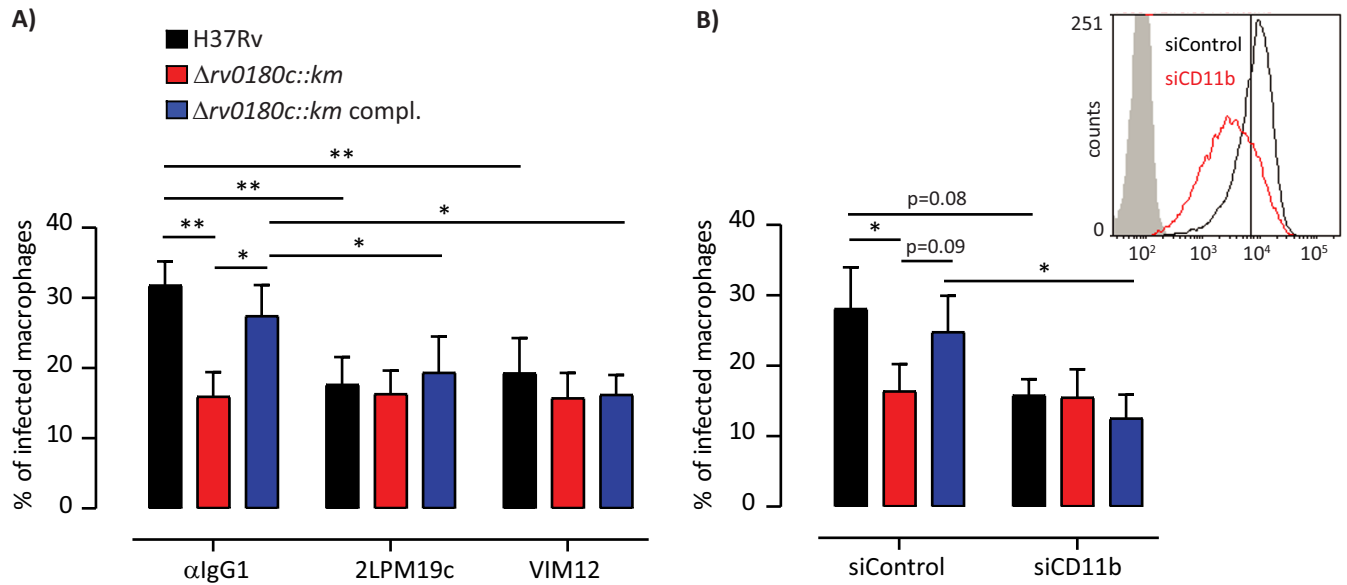 A)
H37Rv
Δrv0180c::km
Δrv0180c::km compl.
**
**
*
**
*
*
40
30
20
10
0
% of infected macrophages
αIgG1
2LPM19c
VIM12
B)
251
siControl
siCD11b
counts
0
10² 10³ 10⁴ 10⁵
p=0.08
*
p=0.09
*
40
30
20
10
0
% of infected macrophages
siControl
siCD11b